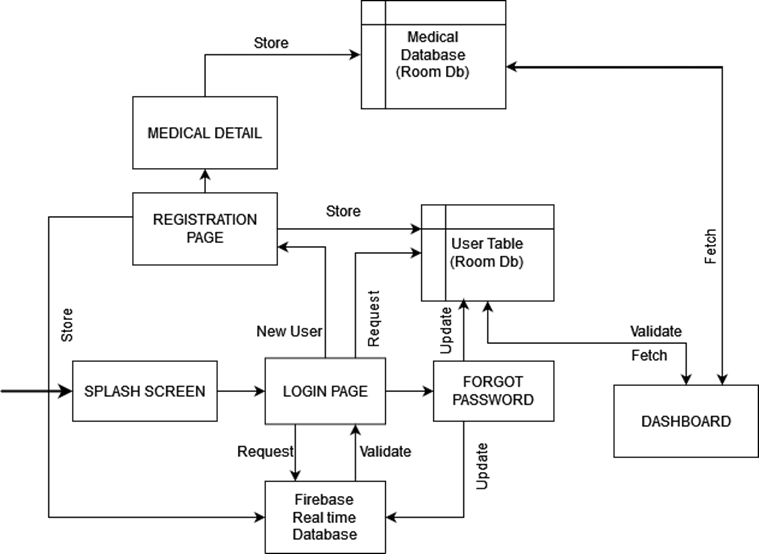 Store
Medical
Database
(Room Db)
MEDICAL DETAIL
REGISTRATION
PAGE
Store
User Table
(Room Db)
Fetch
Store
New User
Request
Update
Validate
Fetch
SPLASH SCREEN
LOGIN PAGE
FORGOT
PASSWORD
DASHBOARD
Request
Validate
Update
Firebase
Real time
Database